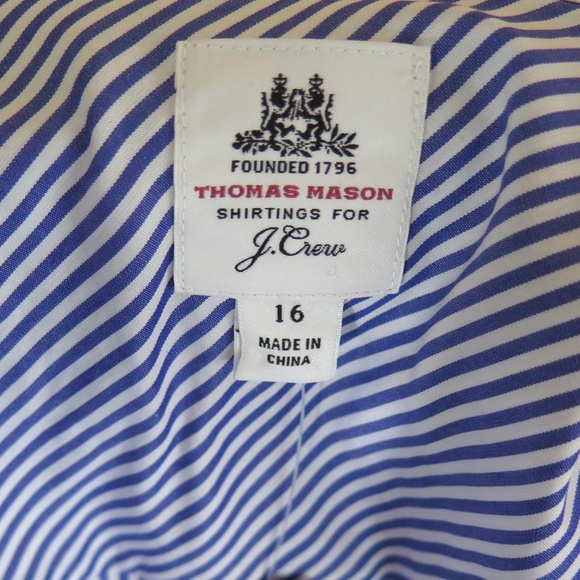 FOUNDED 1796
THOMAS MASON
SHIRTINGS FOR
J.Crew
16
MADE IN
CHINA